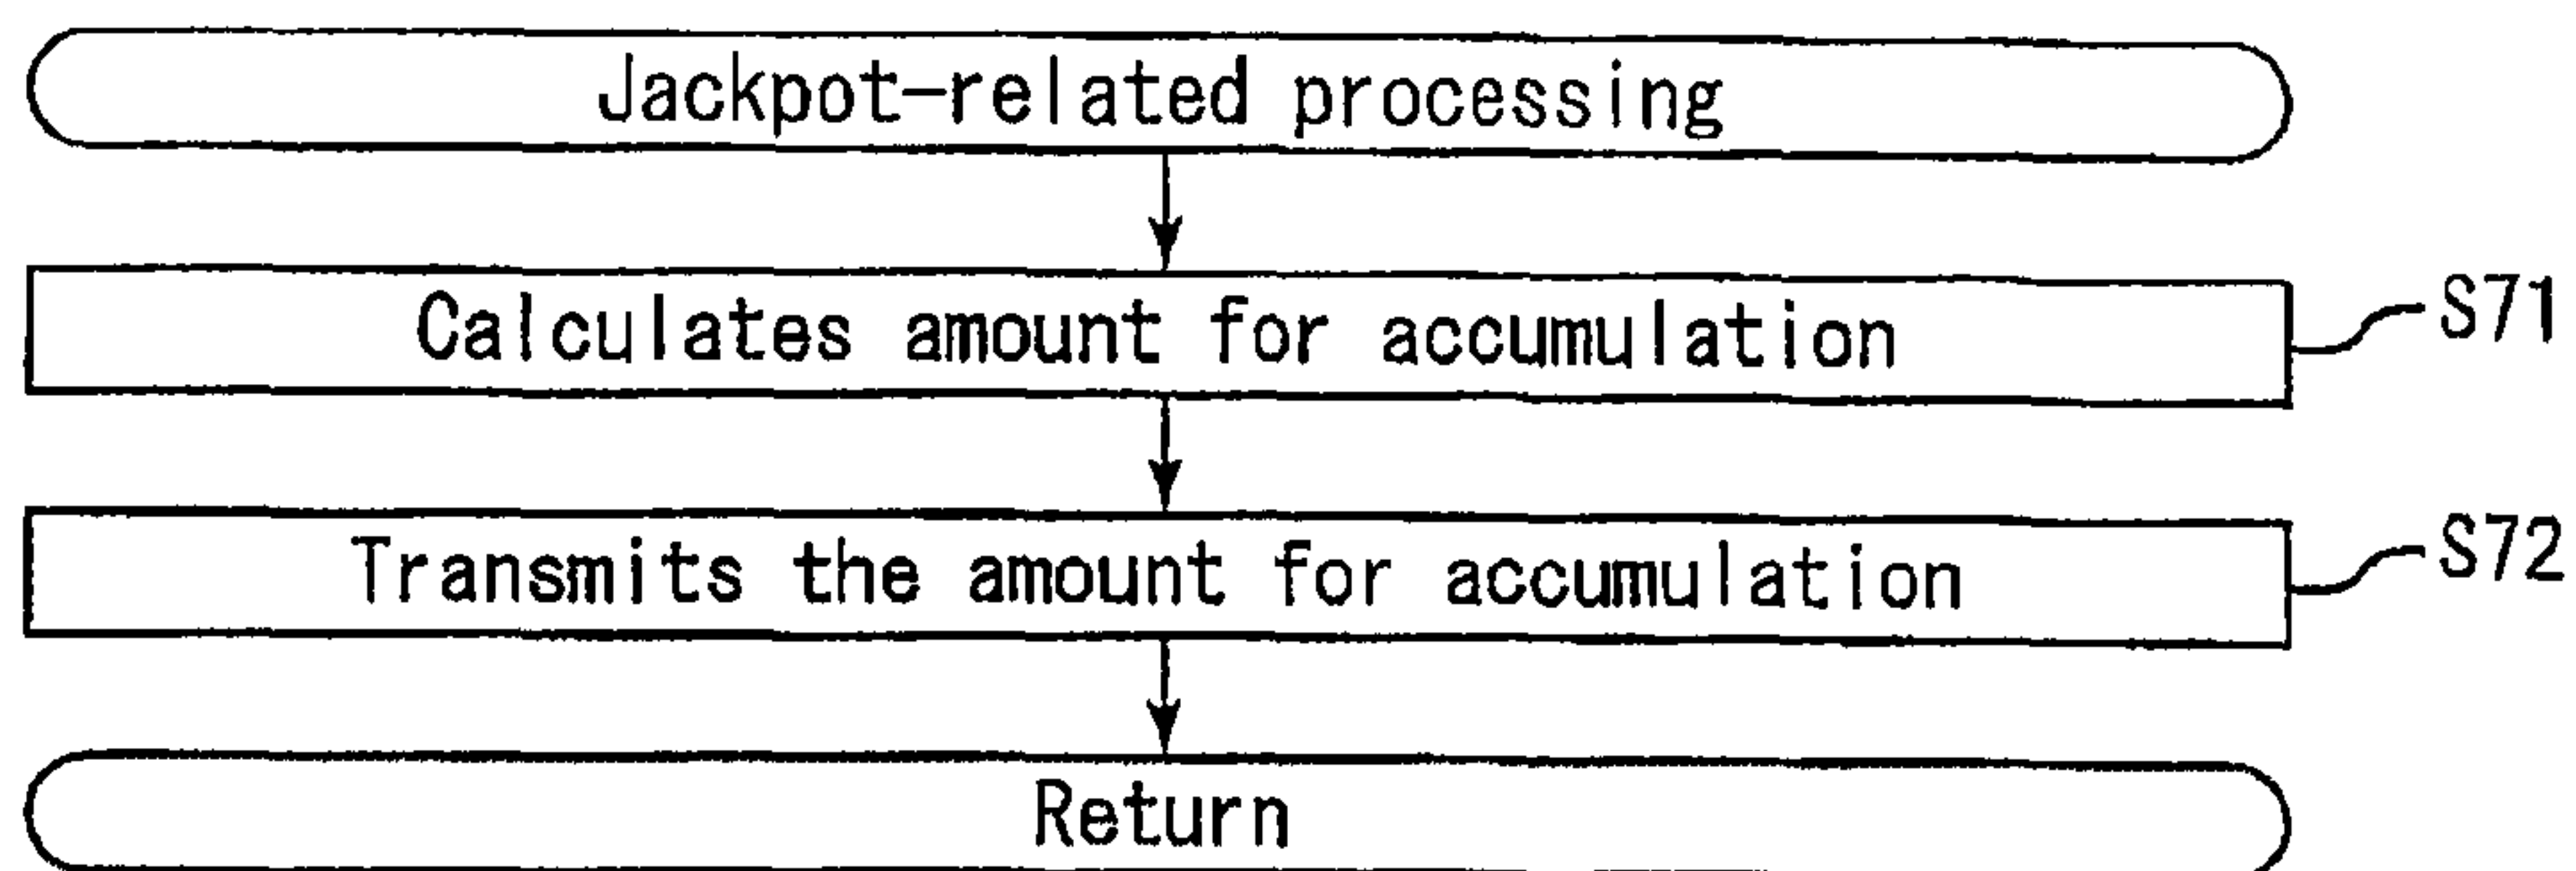 Jackpot-related processing
Calculates amount for accumulation
S71
Transmits the amount for accumulation
S72
Return